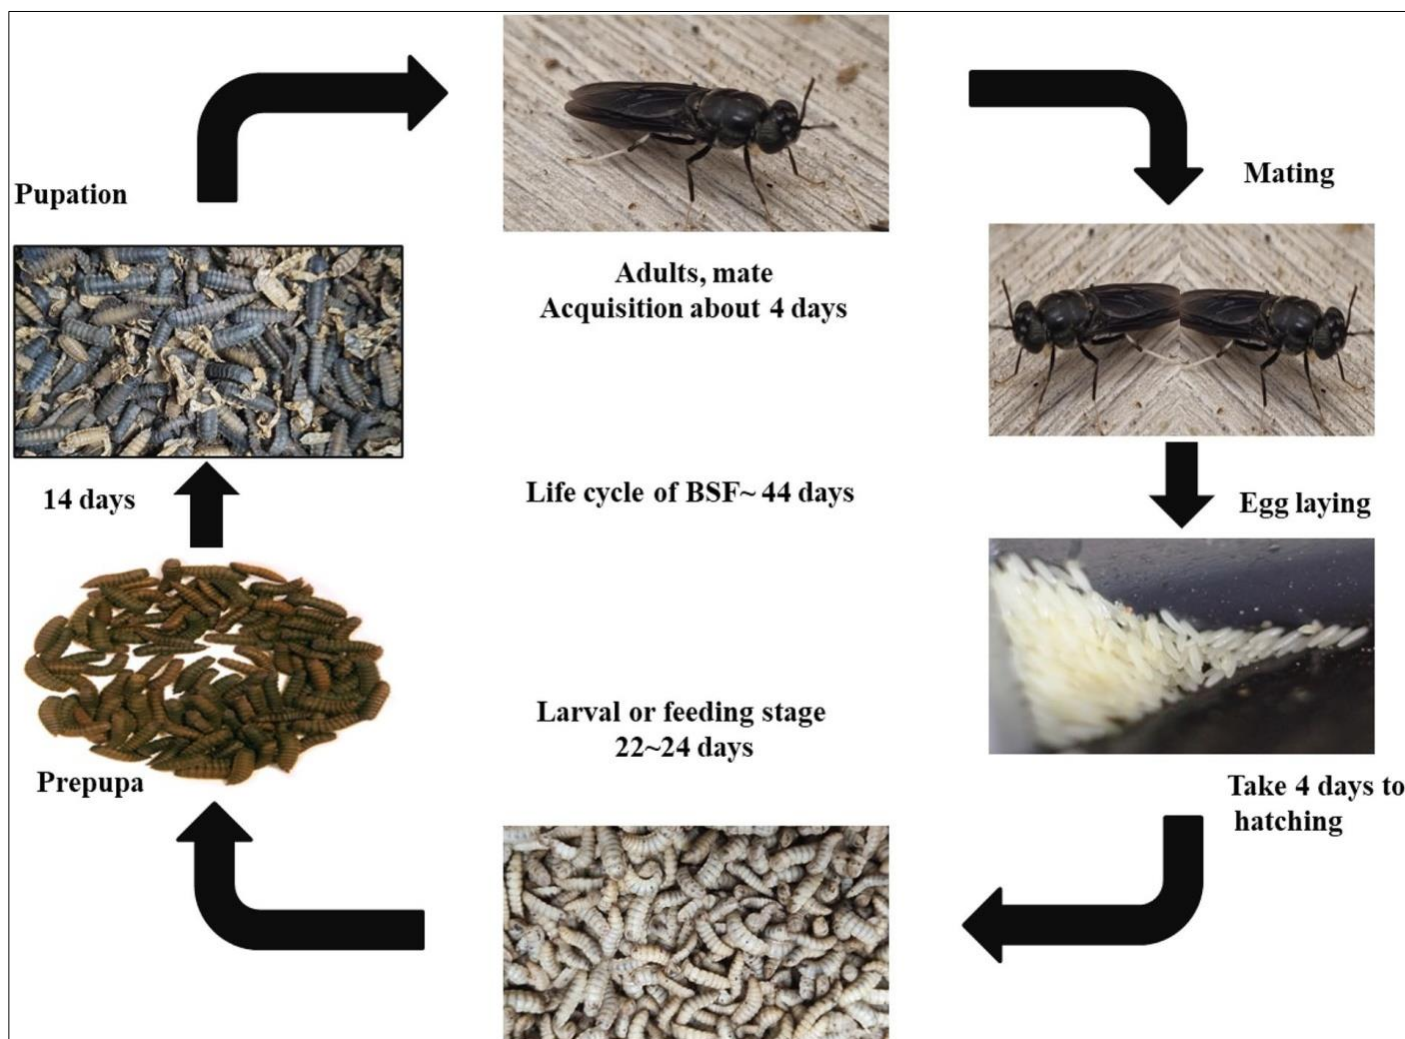 Pupation
Mating
Adults, mate
Acquisition about 4 days
14 days
Life cycle of BSF~ 44 days
Egg laying
Larval or feeding stage
22~24 days
Prepupa
Take 4 days to
hatching